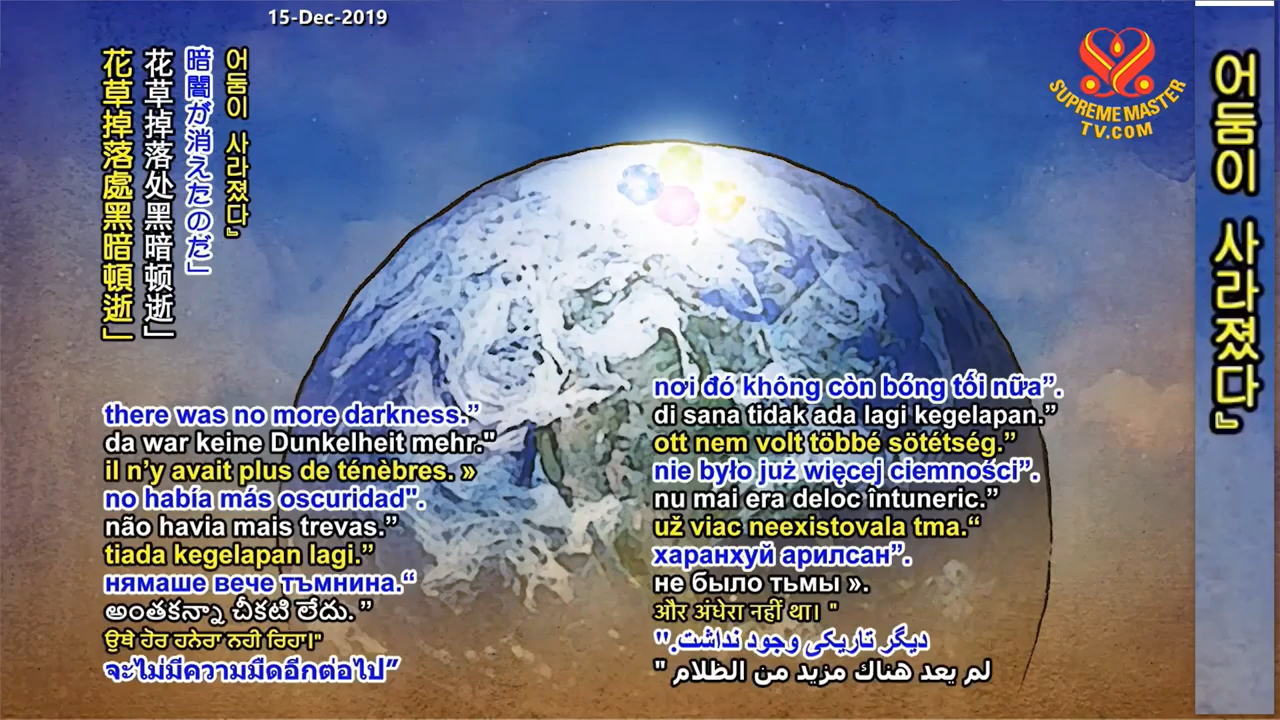 15-Dec-2019
SUPREME MASTER
TV.COM
어둠이 사라졌다』
어둠이 사라졌다』
暗闇が消えたのだ」
花草掉落处黑暗顿逝」
花草掉落處黑暗頓逝」
there was no more darkness.”
da war keine Dunkelheit mehr."
il n’y avait plus de ténèbres. »
no había más oscuridad".
não havia mais trevas.”
tiada kegelapan lagi.”
нямаше вече тъмнина.“
అంతకన్నా చీకటి లేదు. ”
ਉਥੇ ਹੋਰ ਹਨੇਰਾ ਨਹੀ ਰਿਹਾ।"
จะไม่มีความมืดอีกต่อไป”
nơi đó không còn bóng tối nữa”.
di sana tidak ada lagi kegelapan.”
ott nem volt többé sötétség.”
nie było już więcej ciemności”.
nu mai era deloc întuneric.”
už viac neexistovala tma.“
харанхуй арилсан”.
не было тьмы ».
और अंधेरा नहीं था। "
دیگر تاریکی وجود نداشت."
لم يعد هناك مزيد من الظلام "